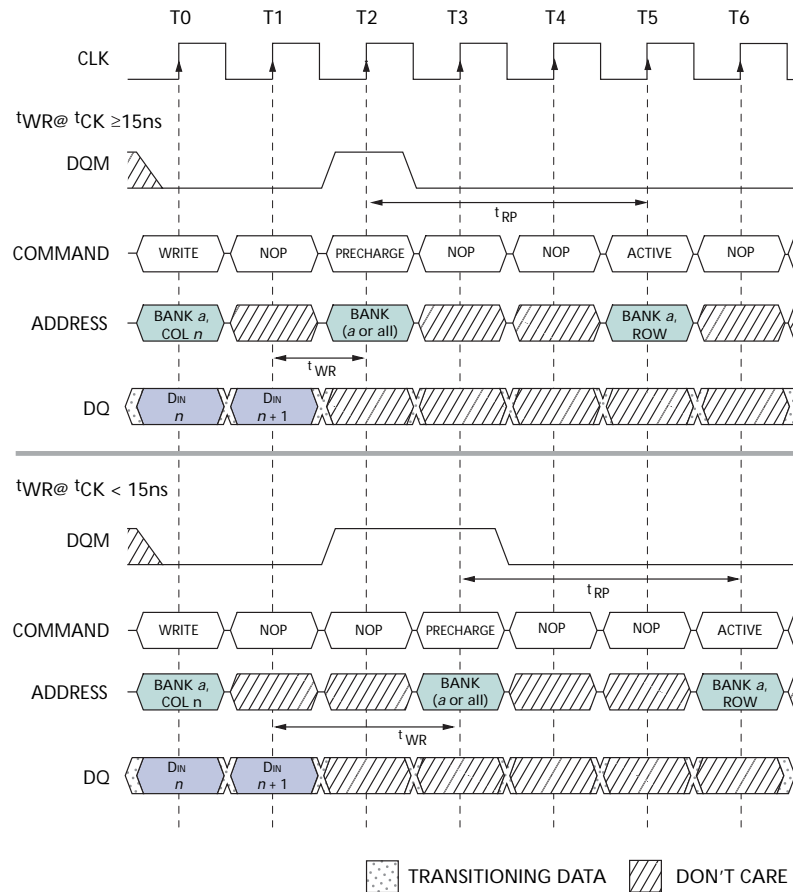 T0 T1 T2 T3 T4 T5 T6
CLK
tWR@ tCK ≥15ns
DQM
tRP
COMMAND WRITE NOP PRECHARGE NOP NOP ACTIVE NOP
ADDRESS BANK a, COL n BANK (a or all) BANK a, ROW
tWR
DQ DIN n DIN n + 1
tWR@ tCK < 15ns
DQM
tRP
COMMAND WRITE NOP NOP PRECHARGE NOP NOP ACTIVE
ADDRESS BANK a, COL n BANK (a or all) BANK a, ROW
tWR
DQ DIN n DIN n + 1
TRANSITIONING DATA DON'T CARE